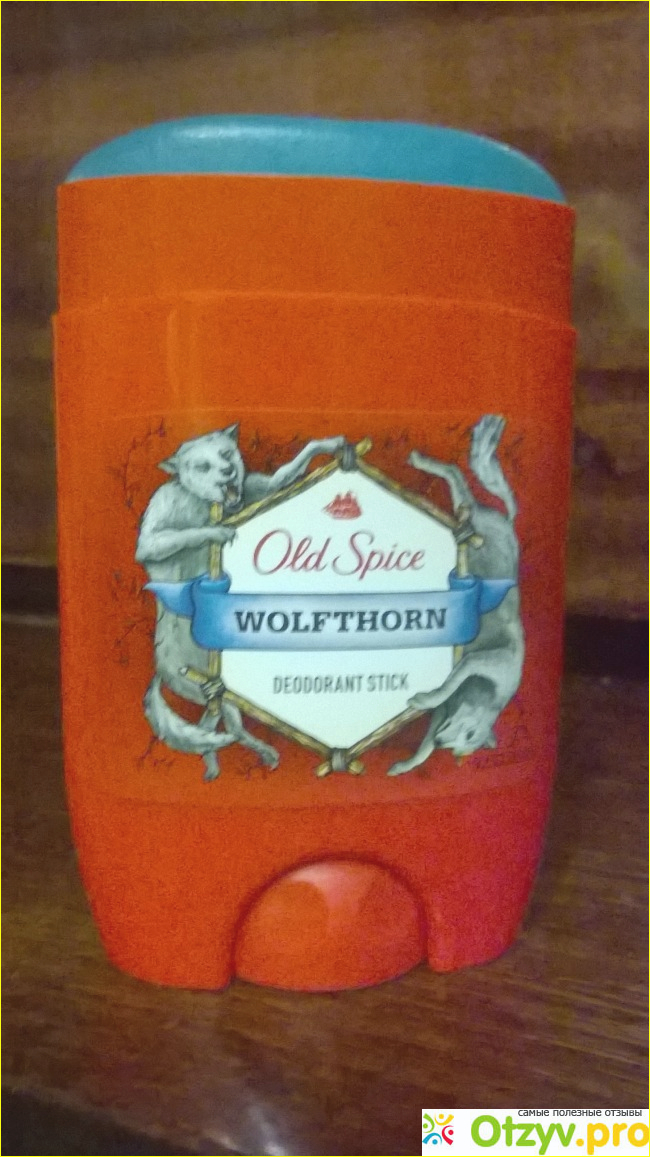 Old Spice
WOLFTHORN
DEODORANT STICK
самые полезные отзывы
Otzyv.pro